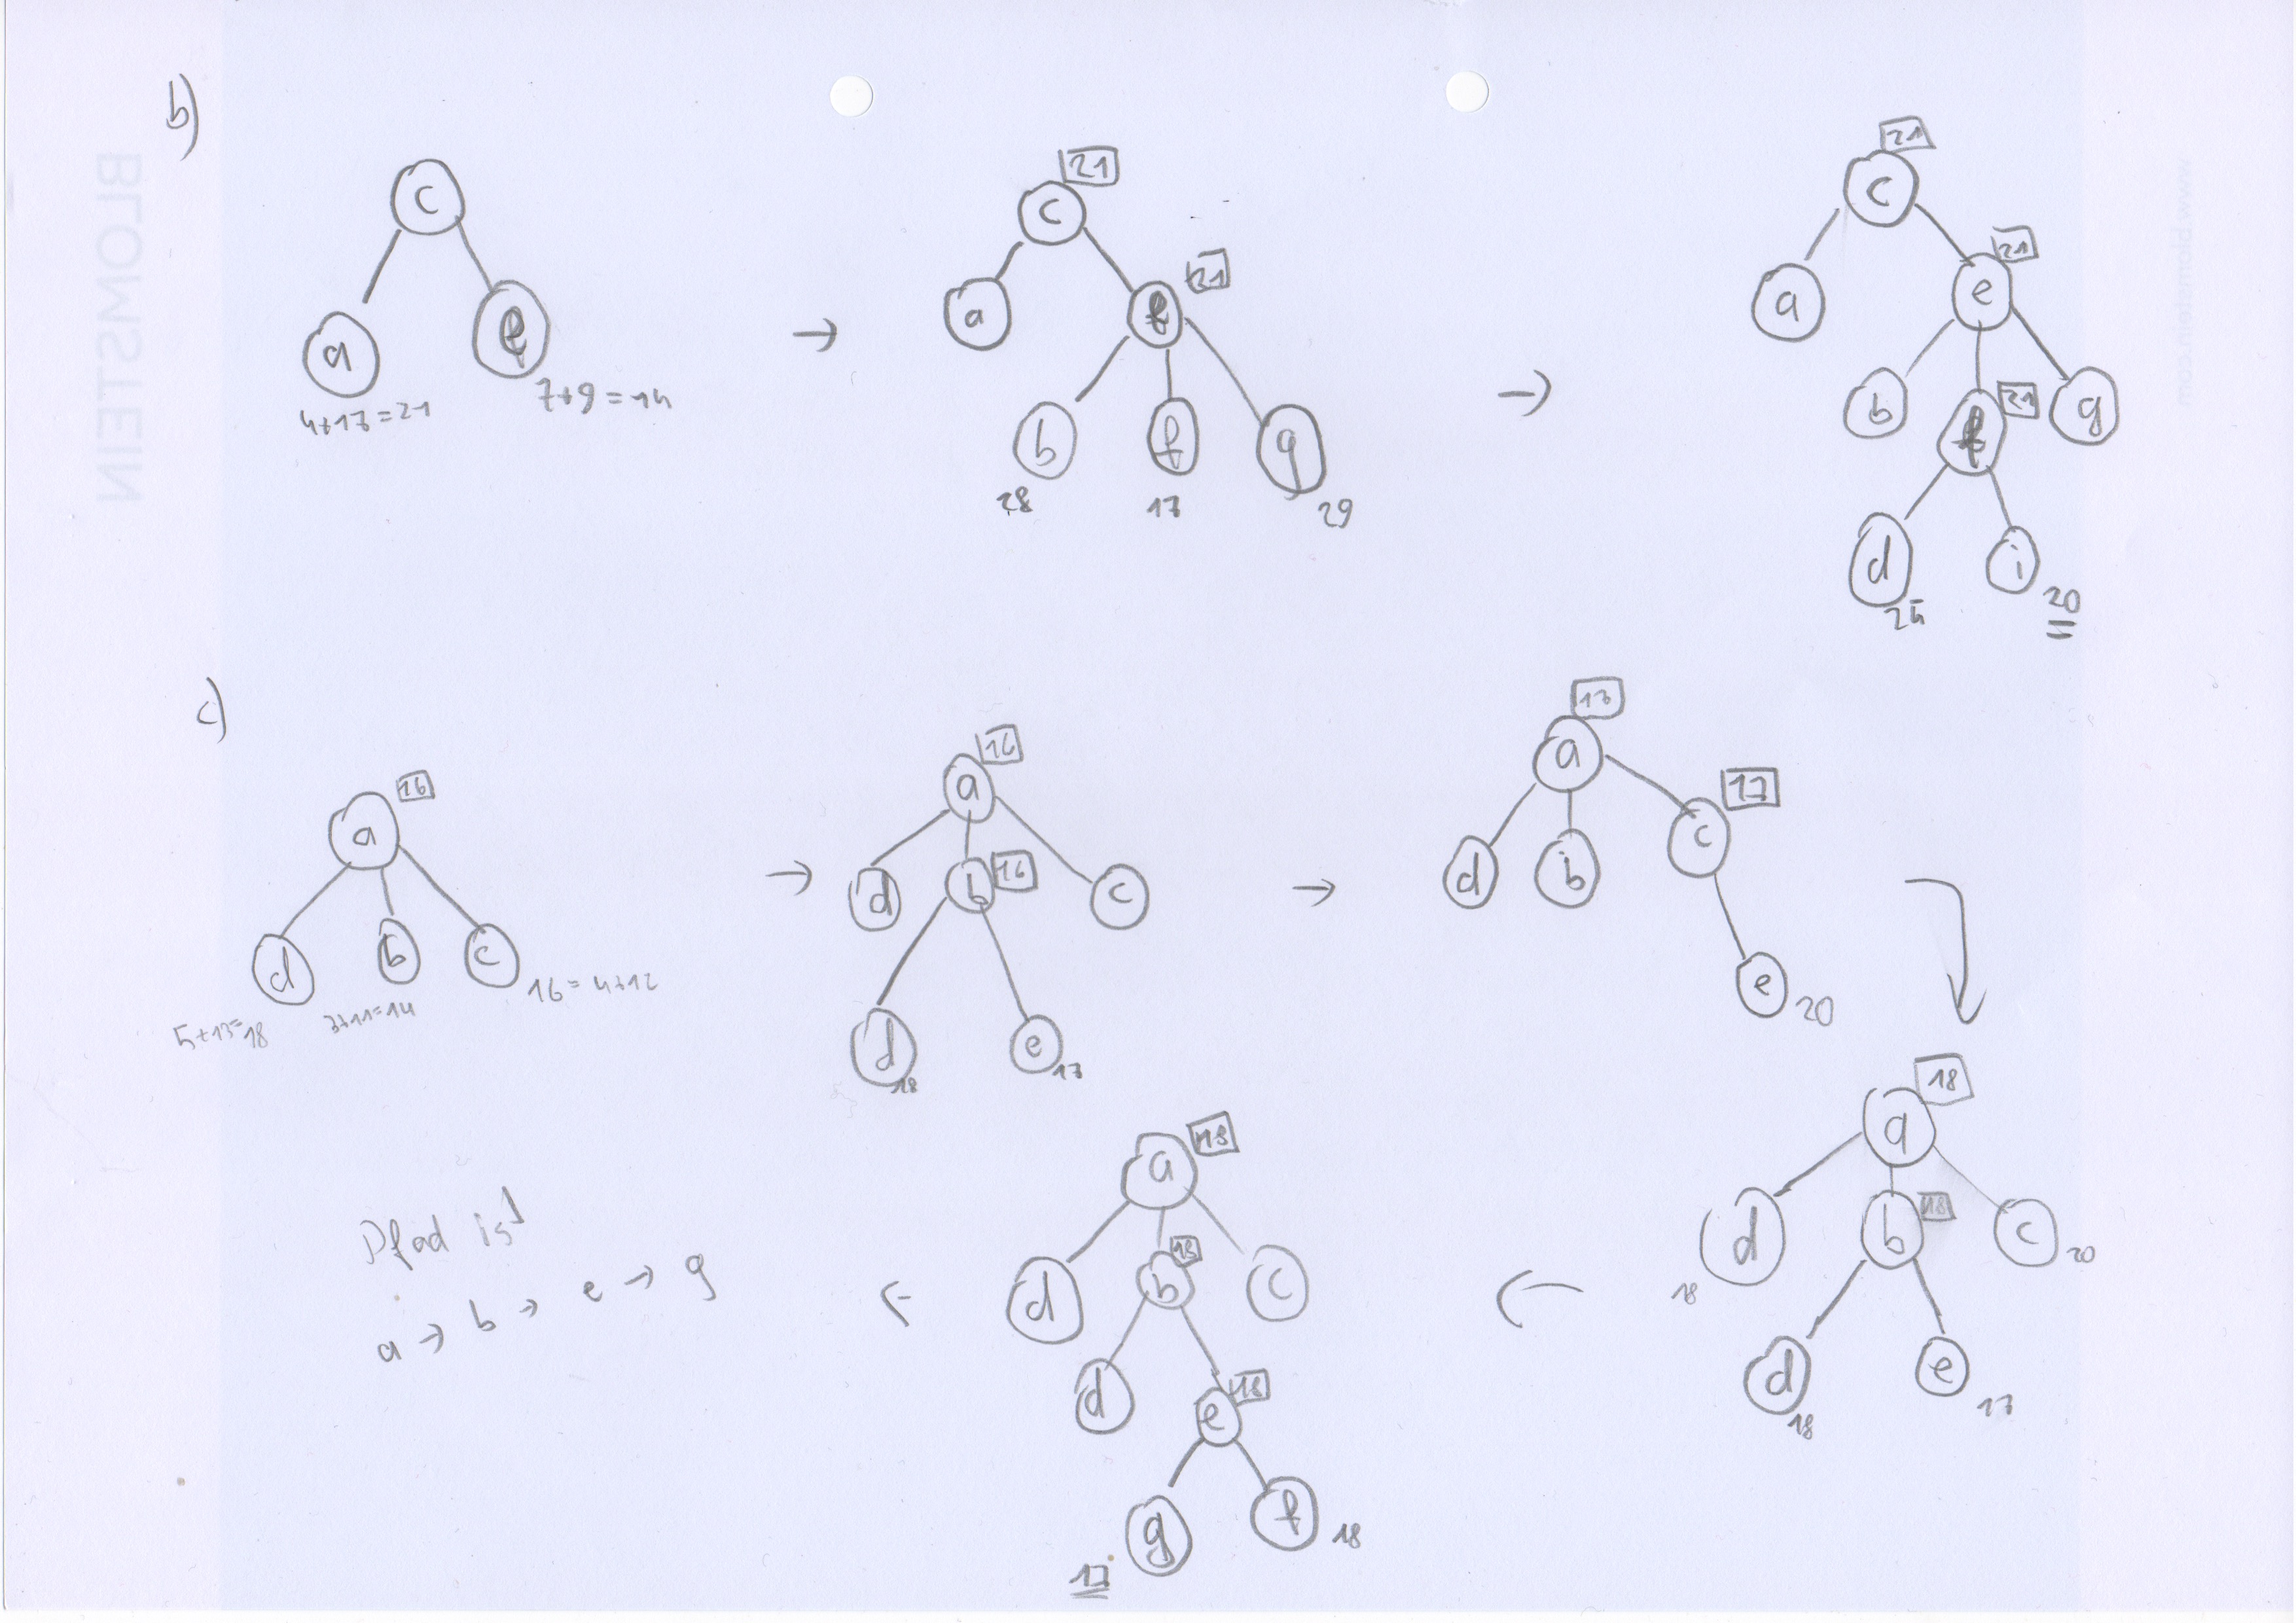 b)
c
a
4+17=21
e
7+9=14
→
21
c
a
e
21
b
28
f
17
g
29
→
21
c
a
e
21
b
f
21
g
d
24
i
20
c)
16
a
d
b
c
5+13=18
3+11=14
16=4+12
→
16
a
d
b
16
c
d
18
e
17
→
17
a
d
b
c
17
e
20
18
a
d
18
b
18
c
20
d
18
e
17
←
18
a
d
b
18
c
d
e
18
g
17
f
18
←
Pfad ist
a → b → e → g
BLOMSTEIN
www.blomstein.com